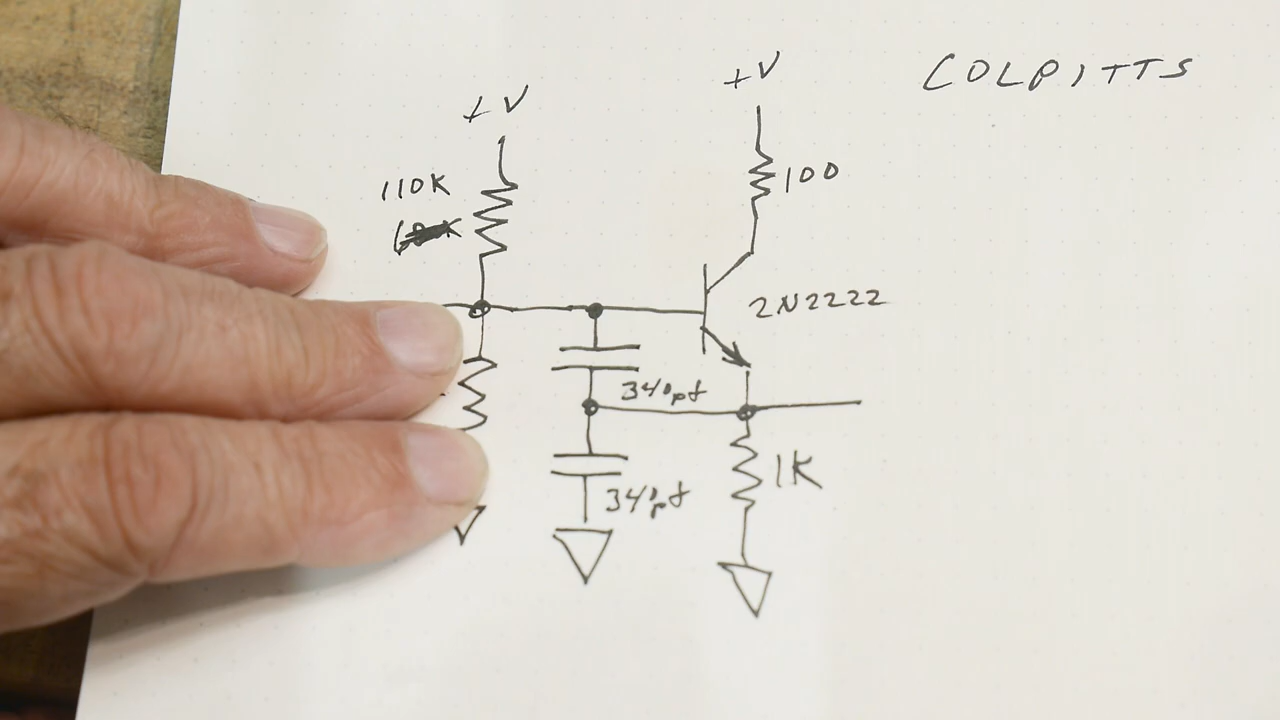 COLPITTS
+V
+V
110K
100
2N2222
340pf
1K
340pf